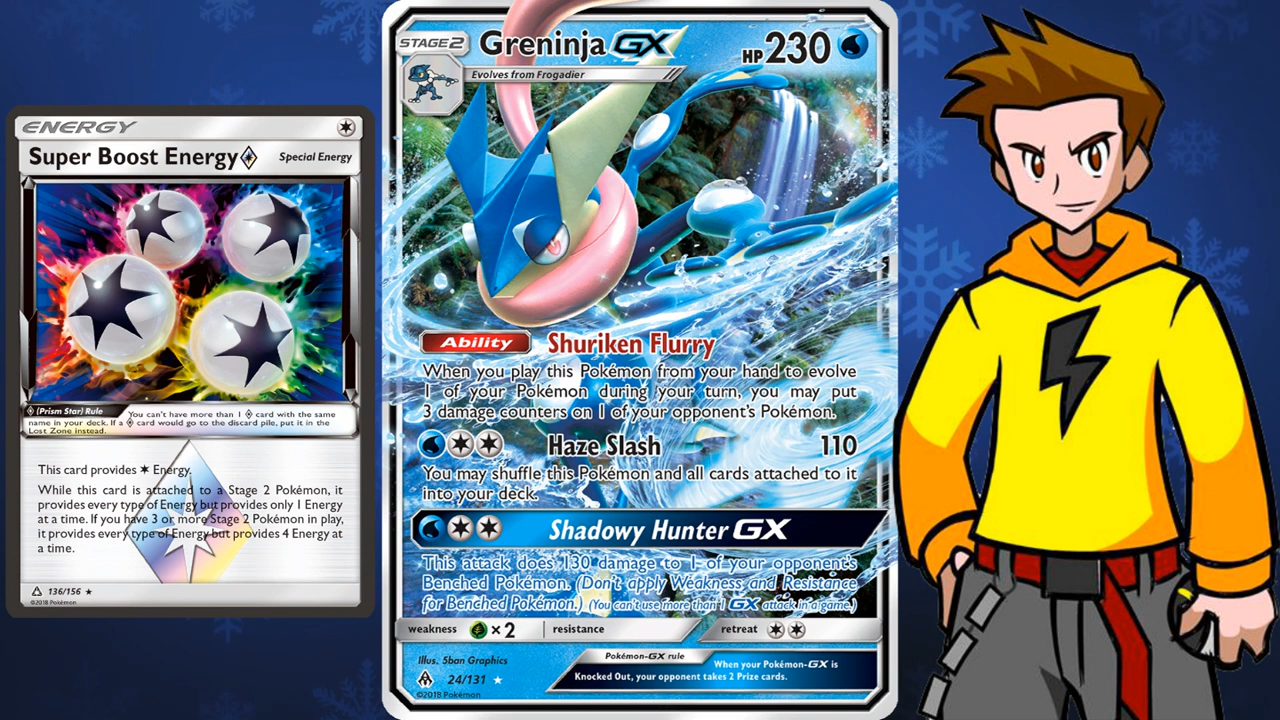 ENERGY
Super Boost Energy
Special Energy
(Prism Star) Rule
You can't have more than 1 card with the same
name in your deck. If a card would go to the discard pile, put it in the
Lost Zone instead.
This card provides Energy.
While this card is attached to a Stage 2 Pokémon, it
provides every type of Energy but provides only 1 Energy
at a time. If you have 3 or more Stage 2 Pokémon in play,
it provides every type of Energy but provides 4 Energy at
a time.
136/156 ★
©2018 Pokémon
STAGE2
Greninja GX
HP 230
Evolves from Frogadier
Ability
Shuriken Flurry
When you play this Pokémon from your hand to evolve
1 of your Pokémon during your turn, you may put
3 damage counters on 1 of your opponent's Pokémon.
Haze Slash 110
You may shuffle this Pokémon and all cards attached to it
into your deck.
Shadowy Hunter GX
This attack does 130 damage to 1 of your opponent's
Benched Pokémon. (Don't apply Weakness and Resistance
for Benched Pokémon.) (You can't use more than 1 GX attack in a game.)
weakness ×2
resistance
retreat
Illus. 5ban Graphics
24/131 ★
©2018 Pokémon
Pokémon-GX rule
When your Pokémon-GX is
Knocked Out, your opponent takes 2 Prize cards.